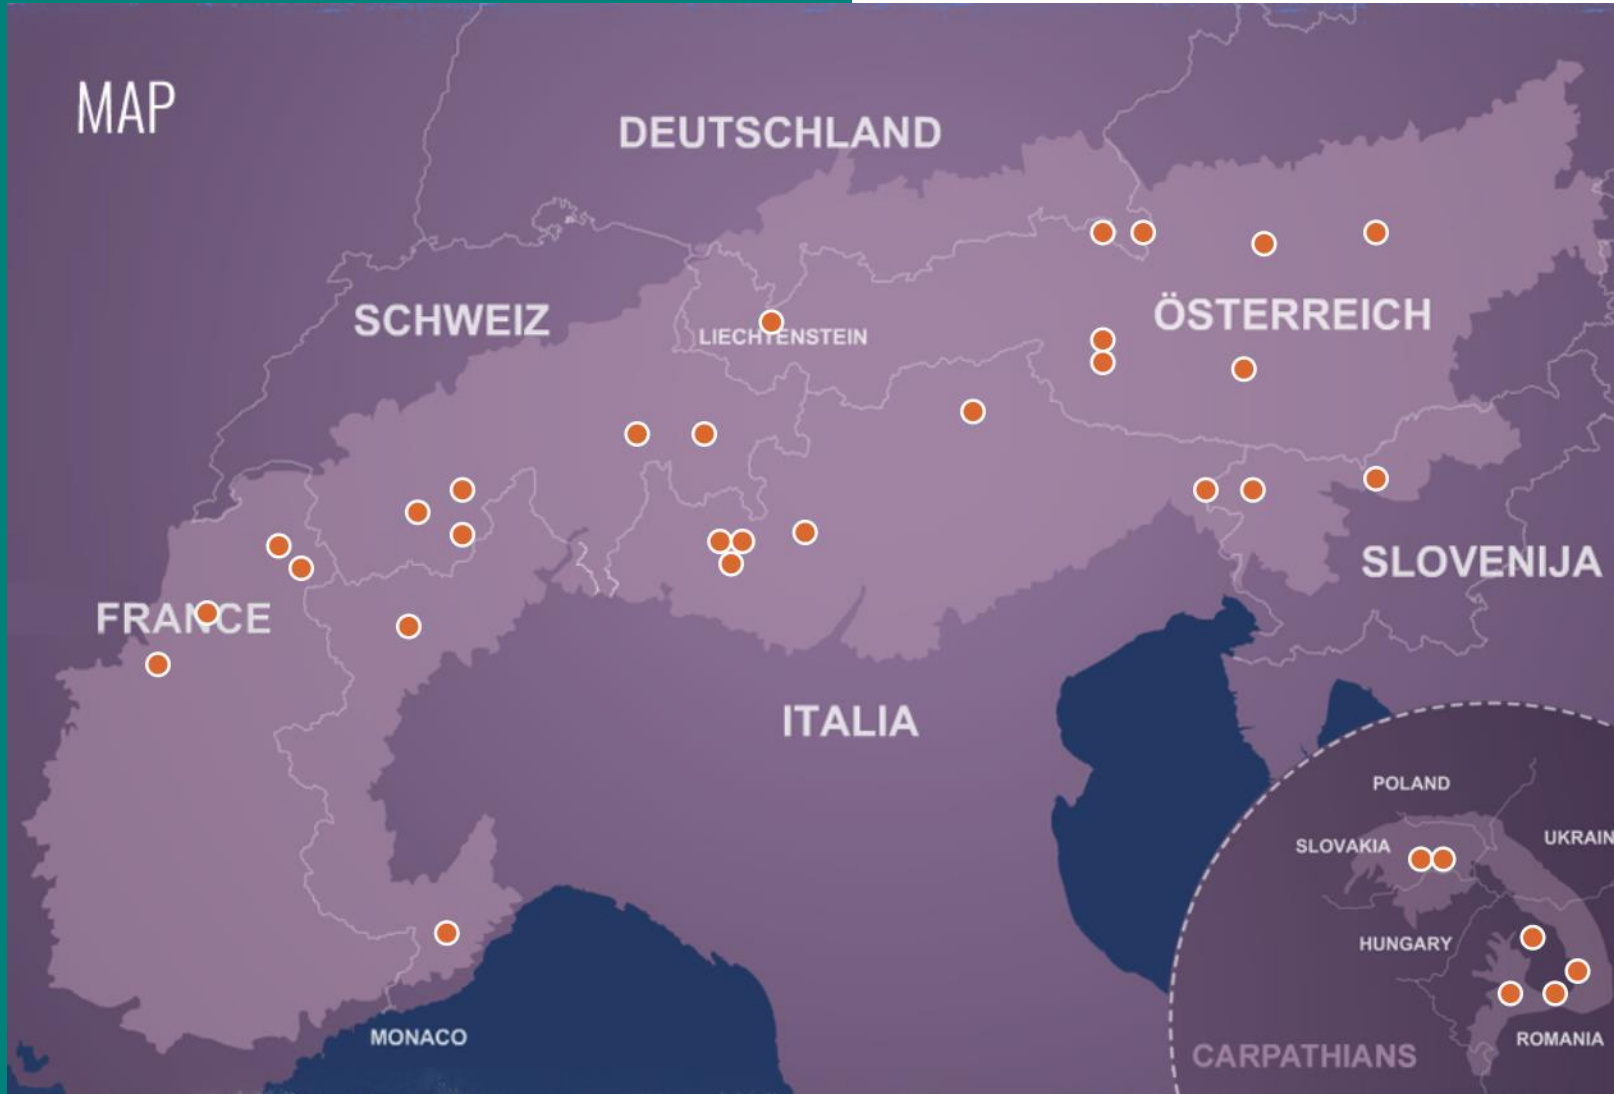 MAP
DEUTSCHLAND
SCHWEIZ
ÖSTERREICH
LIECHTENSTEIN
SLOVENIJA
FRANCE
ITALIA
POLAND
UKRAIN
SLOVAKIA
HUNGARY
MONACO
ROMANIA
CARPATHIANS